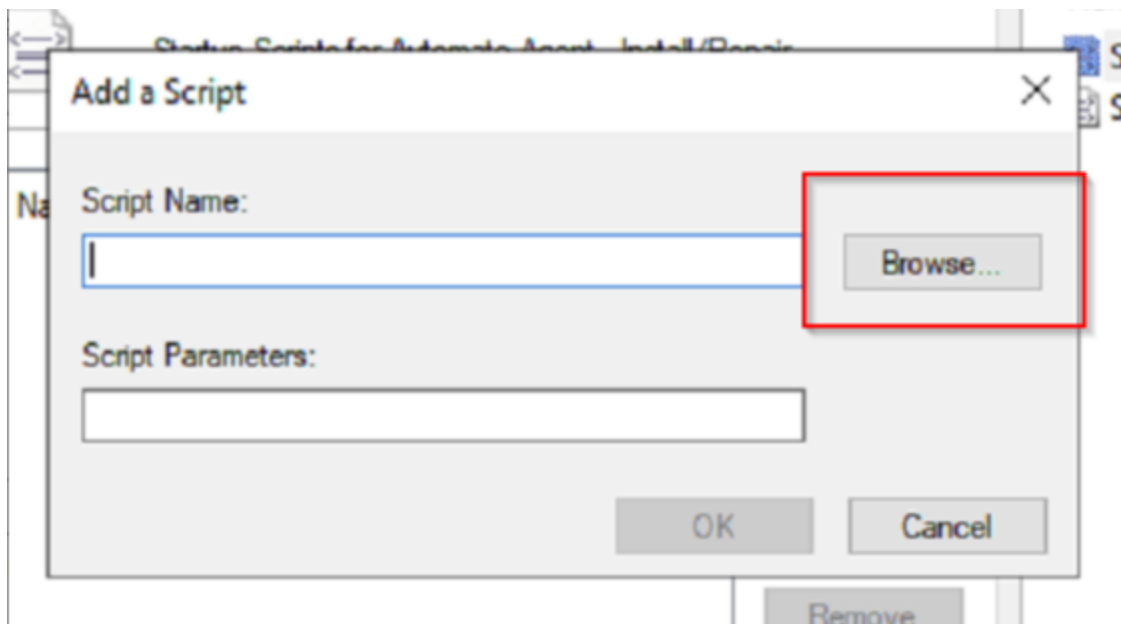 Startup Scripts for Automate Agent - Install/Repair
Add a Script
Script Name:
Browse...
Script Parameters:
OK
Cancel
Remove